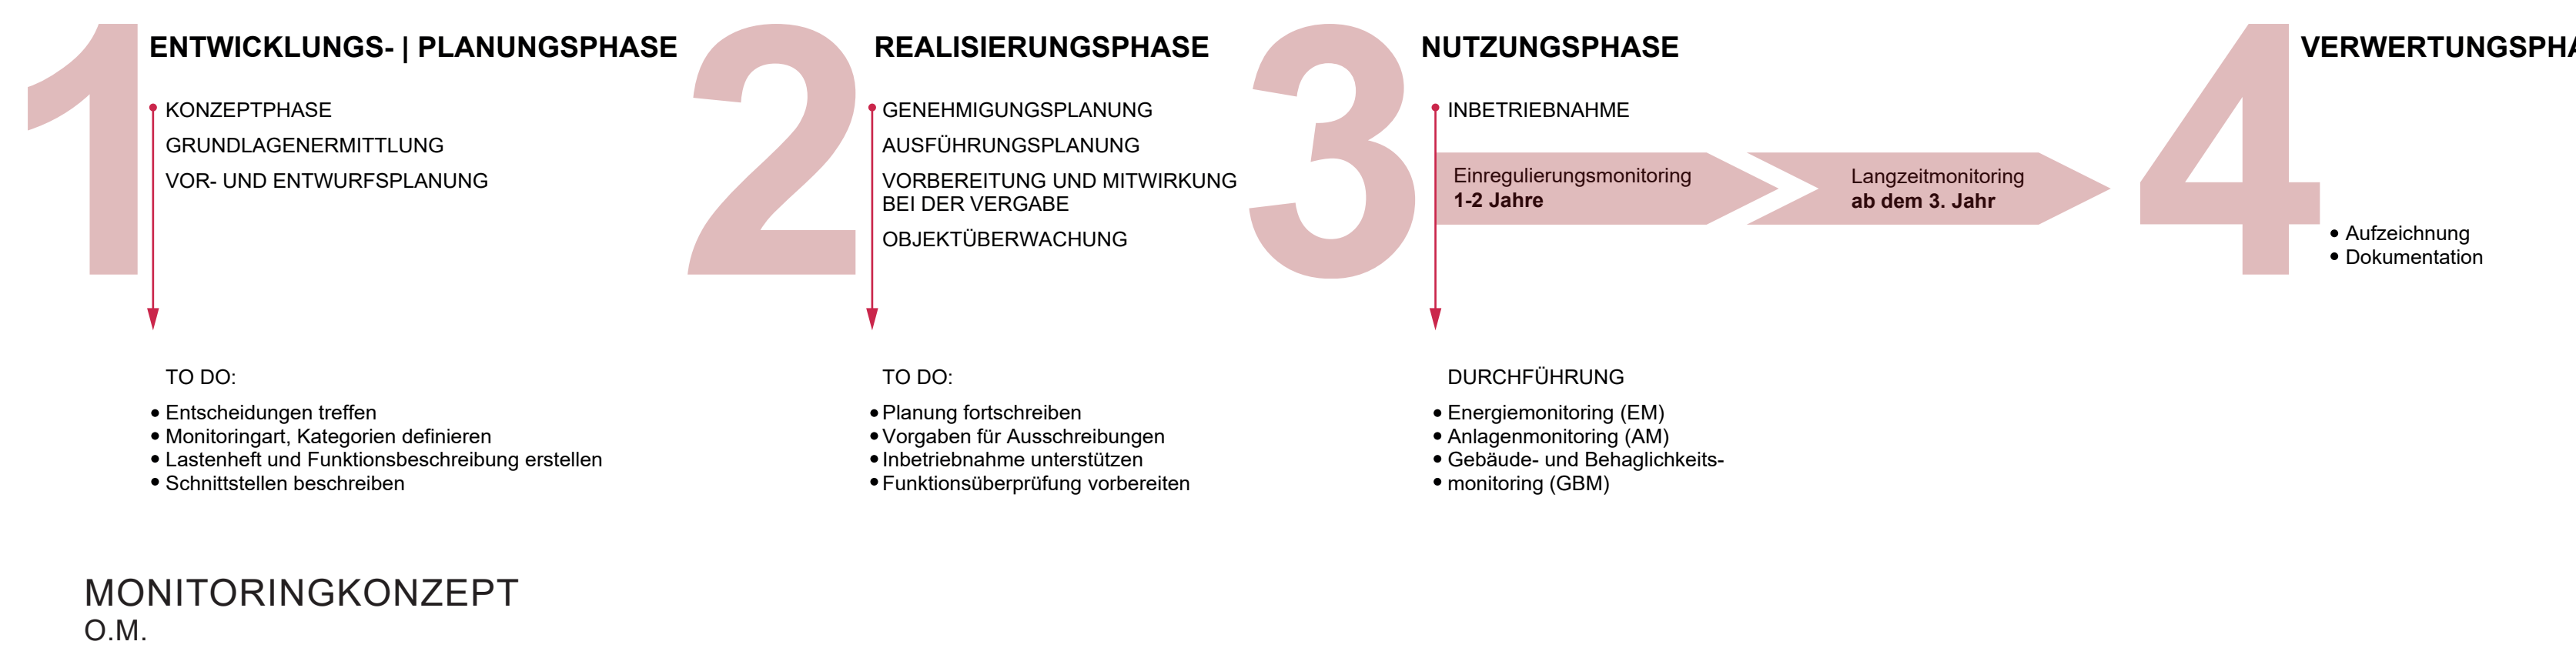 1
ENTWICKLUNGS- | PLANUNGSPHASE
KONZEPTPHASE
GRUNDLAGENERMITTLUNG
VOR- UND ENTWURFSPLANUNG
TO DO:
• Entscheidungen treffen
• Monitoringart, Kategorien definieren
• Lastenheft und Funktionsbeschreibung erstellen
• Schnittstellen beschreiben
2
REALISIERUNGSPHASE
GENEHMIGUNGSPLANUNG
AUSFÜHRUNGSPLANUNG
VORBEREITUNG UND MITWIRKUNG
BEI DER VERGABE
OBJEKTÜBERWACHUNG
TO DO:
• Planung fortschreiben
• Vorgaben für Ausschreibungen
• Inbetriebnahme unterstützen
• Funktionsüberprüfung vorbereiten
3
NUTZUNGSPHASE
INBETRIEBNAHME
Einregulierungsmonitoring
1-2 Jahre
Langzeitmonitoring
ab dem 3. Jahr
DURCHFÜHRUNG
• Energiemonitoring (EM)
• Anlagenmonitoring (AM)
• Gebäude- und Behaglichkeits-
• monitoring (GBM)
4
VERWERTUNGSPHA
• Aufzeichnung
• Dokumentation
MONITORINGKONZEPT
O.M.